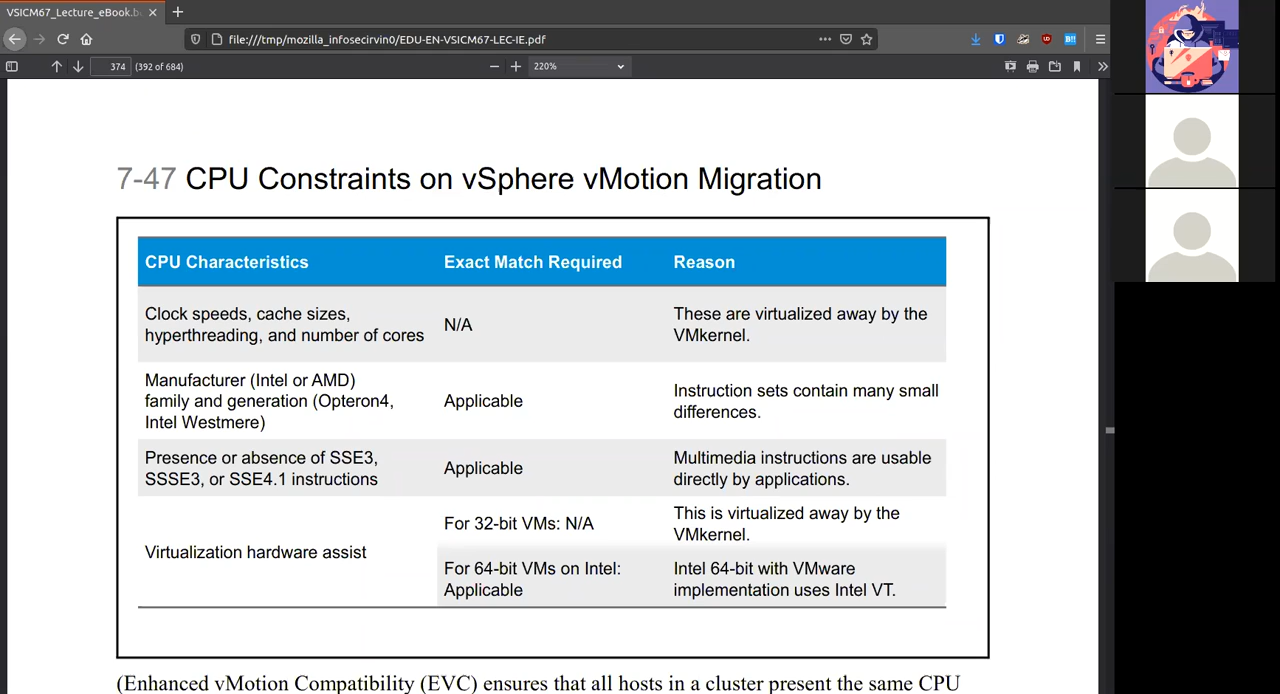 VSICM67_Lecture_eBook.b
file:///tmp/mozilla_infosecirvin0/EDU-EN-VSICM67-LEC-IE.pdf
374 (392 of 684)
220%
7-47 CPU Constraints on vSphere vMotion Migration
CPU Characteristics Exact Match Required Reason
Clock speeds, cache sizes,
hyperthreading, and number of cores
N/A
These are virtualized away by the
VMkernel.
Manufacturer (Intel or AMD)
family and generation (Opteron4,
Intel Westmere)
Applicable
Instruction sets contain many small
differences.
Presence or absence of SSE3,
SSSE3, or SSE4.1 instructions
Applicable
Multimedia instructions are usable
directly by applications.
Virtualization hardware assist
For 32-bit VMs: N/A
This is virtualized away by the
VMkernel.
For 64-bit VMs on Intel:
Applicable
Intel 64-bit with VMware
implementation uses Intel VT.
(Enhanced vMotion Compatibility (EVC) ensures that all hosts in a cluster present the same CPU